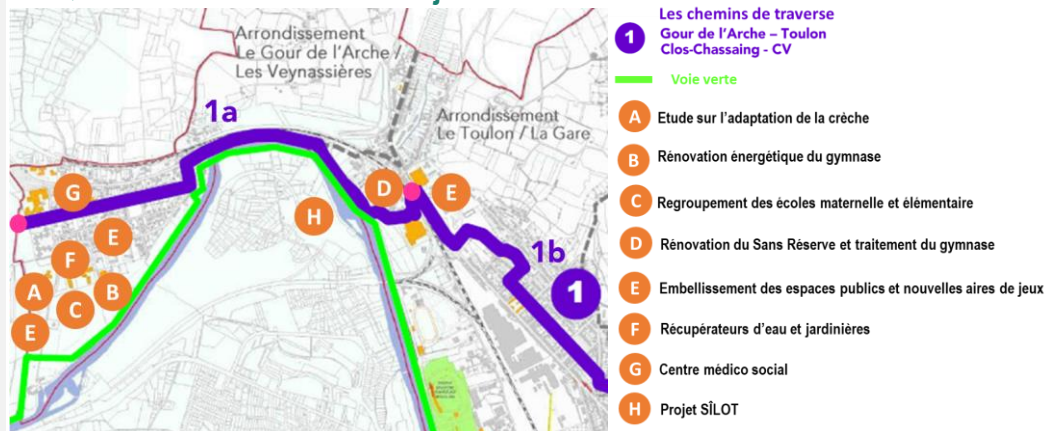 Arrondissement
Le Gour de l'Arche /
Les Veynassières
1a
Arrondissement
Le Toulon / La Gare
G
D
E
H
E
F
A
B
C
E
1b
1
1
Les chemins de traverse
Gour de l'Arche – Toulon
Clos-Chassaing - CV
Voie verte
A Etude sur l'adaptation de la crèche
B Rénovation énergétique du gymnase
C Regroupement des écoles maternelle et élémentaire
D Rénovation du Sans Réserve et traitement du gymnase
E Embellissement des espaces publics et nouvelles aires de jeux
F Récupérateurs d'eau et jardinières
G Centre médico social
H Projet SÎLOT